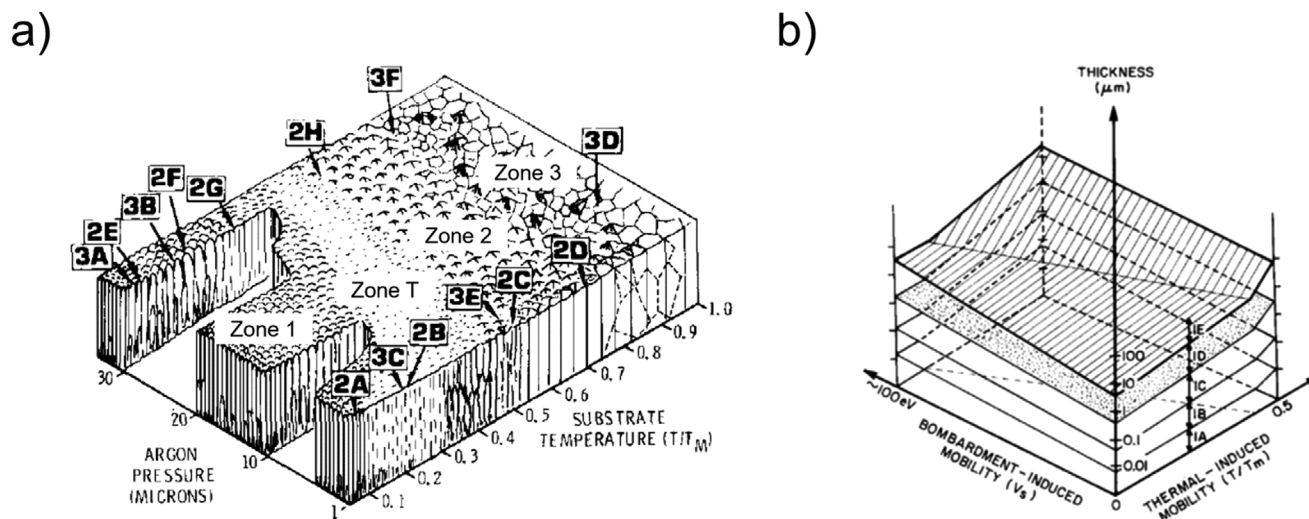 a)
3F
2H
3D
2F
2G
3B
2E
3A
Zone 3
Zone 2
2D
2C
3E
Zone T
2B
3C
Zone 1
2A
30
20
10
1
0.1
0.2
0.3
0.4
0.5
0.6
0.7
0.8
0.9
1.0
ARGON
PRESSURE
(MICRONS)
SUBSTRATE
TEMPERATURE (T/TM)
b)
THICKNESS
(μm)
100
10
0.1
0.01
IE
ID
IC
IB
IA
~100eV
0
0.5
BOMBARDMENT-INDUCED
MOBILITY (Vs)
THERMAL-INDUCED
MOBILITY (T/Tm)